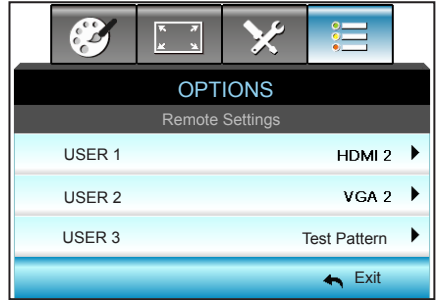 OPTIONS
Remote Settings
USER 1 HDMI 2
USER 2 VGA 2
USER 3 Test Pattern
Exit